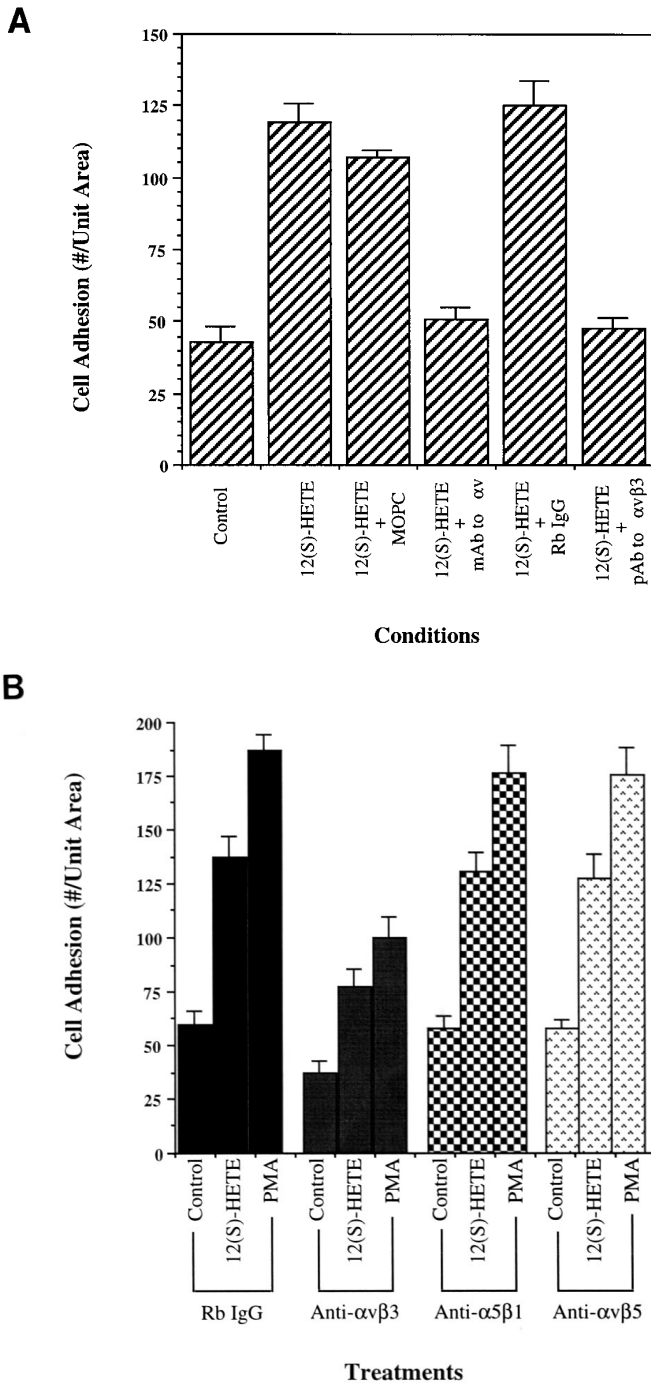 A
150
125
100
75
50
25
0
Cell Adhesion (#/Unit Area)
Control
12(S)-HETE
12(S)-HETE
+
MOPC
12(S)-HETE
+
mAb to αv
12(S)-HETE
+
Rb IgG
12(S)-HETE
+
pAb to αvβ3
Conditions
B
200
175
150
125
100
75
50
25
0
Cell Adhesion (#/Unit Area)
Control
12(S)-HETE
PMA
Control
12(S)-HETE
PMA
Control
12(S)-HETE
PMA
Control
12(S)-HETE
PMA
Rb IgG
Anti-αvβ3
Anti-α5β1
Anti-αvβ5
Treatments